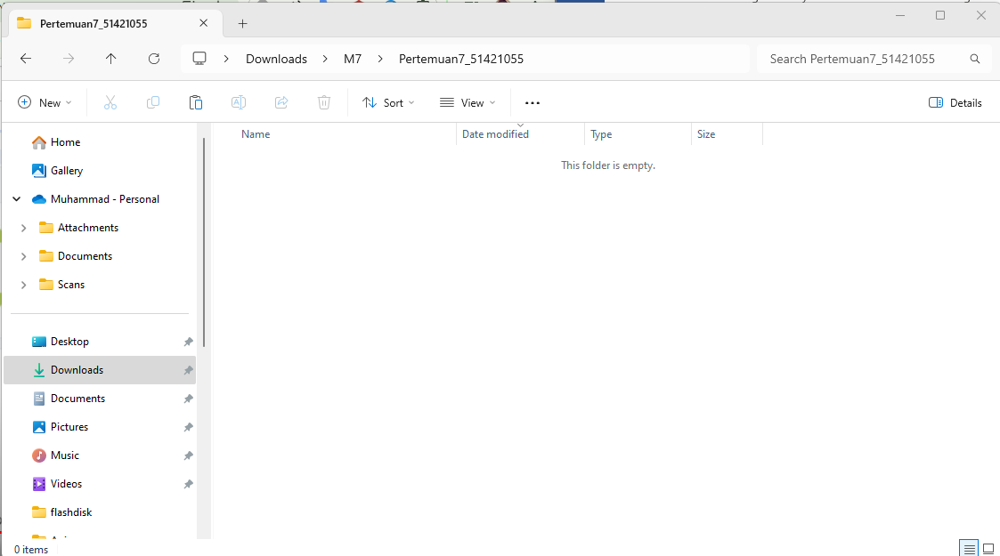 Pertemuan7_51421055
Downloads > M7 > Pertemuan7_51421055
Search Pertemuan7_51421055
New
Sort
View
Details
Name
Date modified
Type
Size
This folder is empty.
Home
Gallery
Muhammad - Personal
Attachments
Documents
Scans
Desktop
Downloads
Documents
Pictures
Music
Videos
flashdisk
0 items